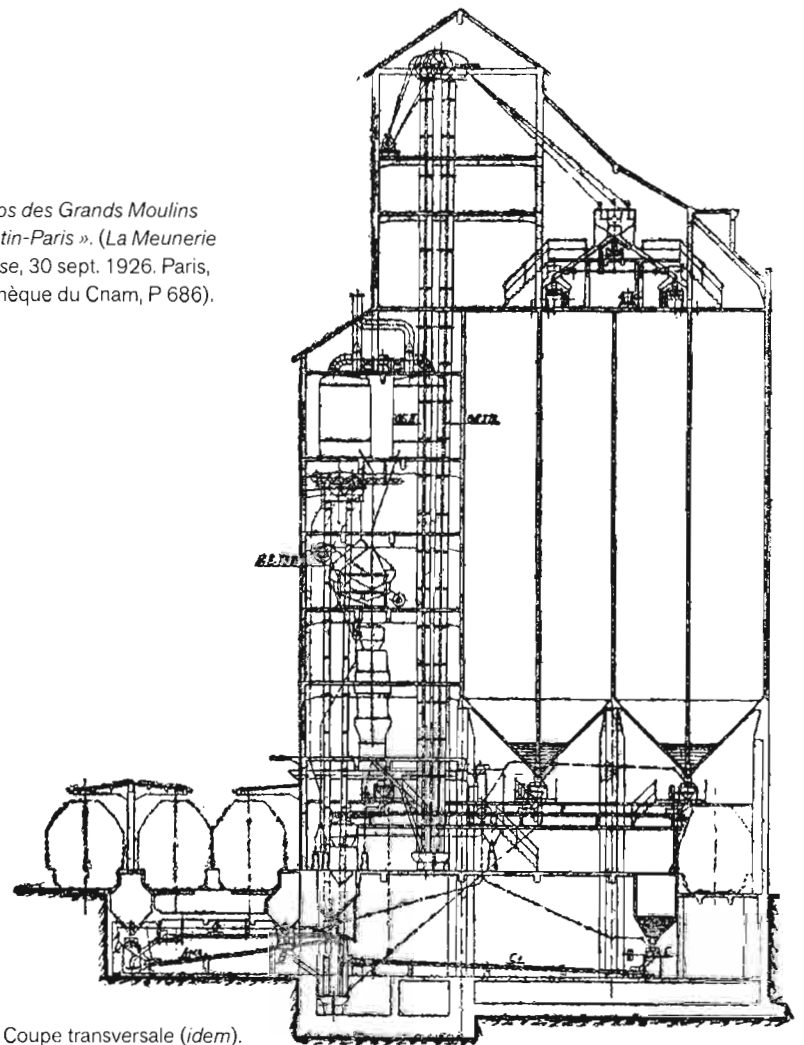 os des Grands Moulins
tin-Paris ». (La Meunerie
se, 30 sept. 1926. Paris,
hèque du Cnam, P 686).
Coupe transversale (idem).